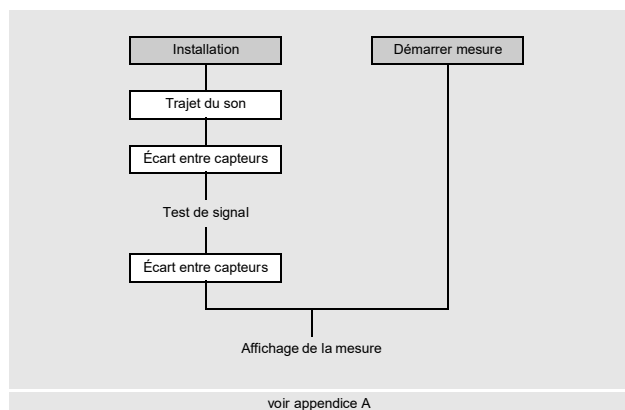 Installation
Démarrer mesure
Trajet du son
Écart entre capteurs
Test de signal
Écart entre capteurs
Affichage de la mesure
voir appendice A